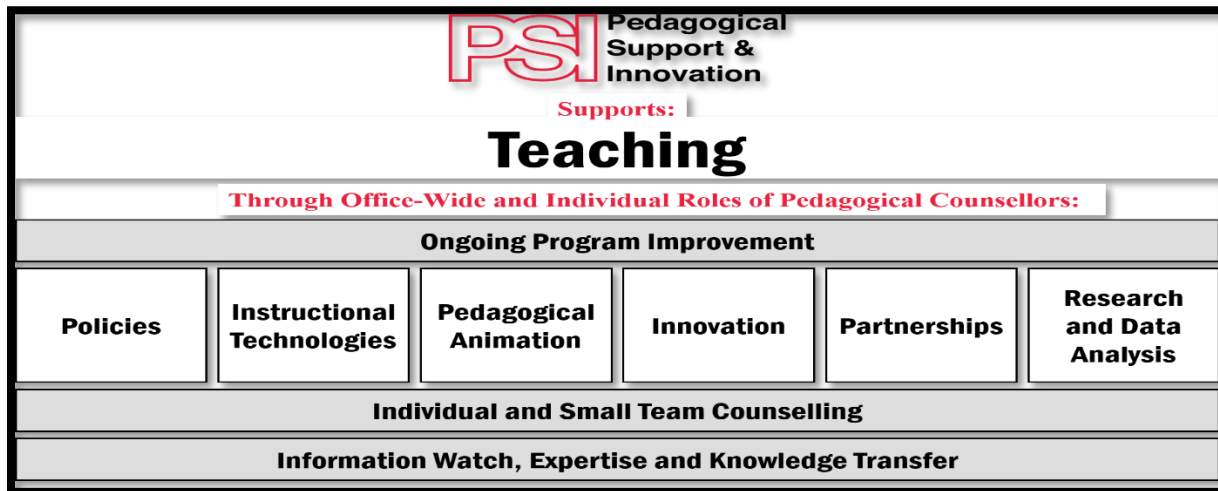 PSI
Pedagogical
Support &
Innovation
Supports:
Teaching
Through Office-Wide and Individual Roles of Pedagogical Counsellors:
Ongoing Program Improvement
Policies
Instructional
Technologies
Pedagogical
Animation
Innovation
Partnerships
Research
and Data
Analysis
Individual and Small Team Counselling
Information Watch, Expertise and Knowledge Transfer